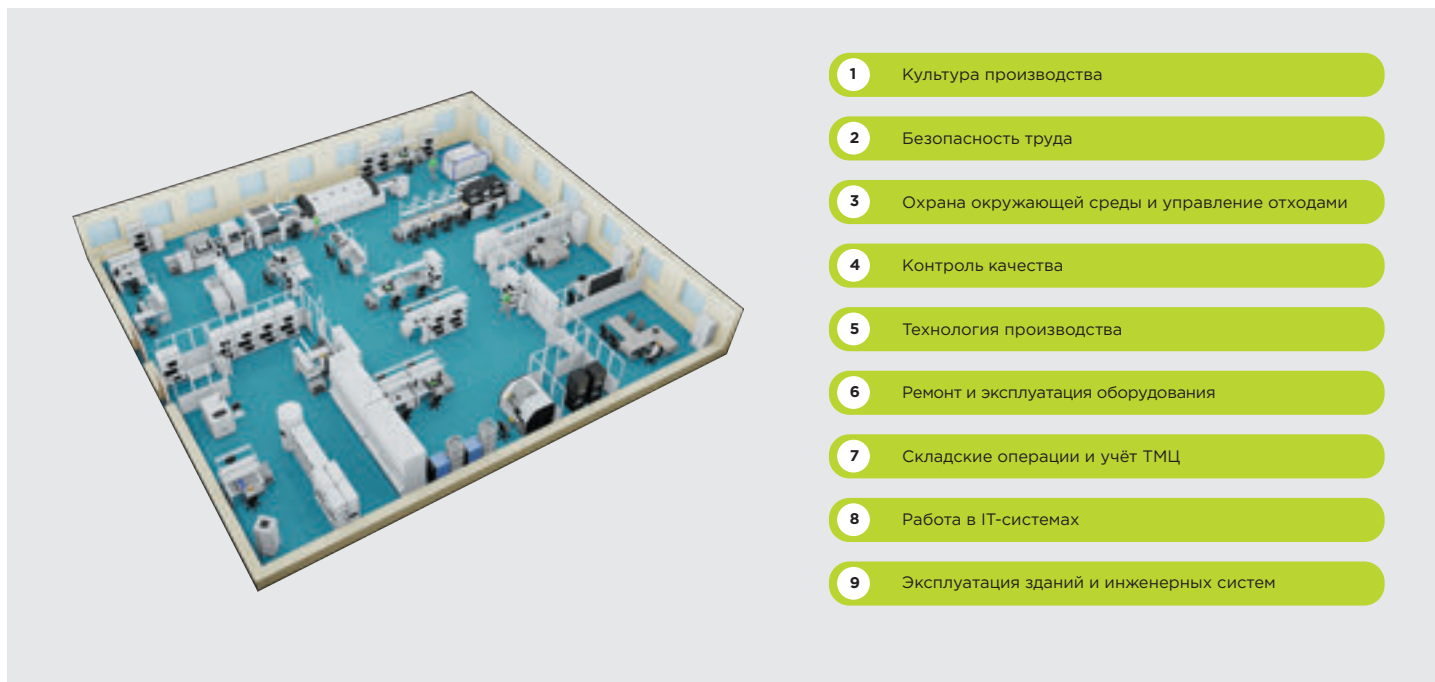 1 Культура производства
2 Безопасность труда
3 Охрана окружающей среды и управление отходами
4 Контроль качества
5 Технология производства
6 Ремонт и эксплуатация оборудования
7 Складские операции и учёт ТМЦ
8 Работа в IT-системах
9 Эксплуатация зданий и инженерных систем